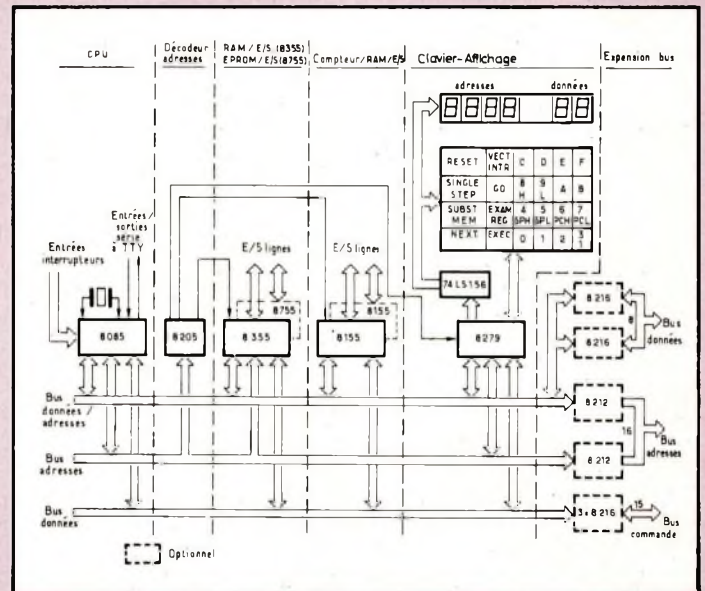 CPU
Décodeur
adresses
RAM / E/S (8355)
EPROM/E/S(8755)
Compteur/RAM/E/S
Clavier-Affichage
Expansion bus
adresses
données
8888 88
RESET VECT INTR C D E F
SINGLE STEP GO 8 H 9 L A B
SUBST MEM EXAM REG 4 SPH 5 SPL 6 PCH 7 PCL
NEXT EXEC 0 1 2 3 I
Entrées
interrupteurs
Entrées/
sorties
série
à TTY
E/S lignes
E/S lignes
8755
8155
74 LS156
8085
8205
8355
8155
8279
8216
8216
8
Bus
données
Bus
données /
adresses
8212
16
Bus
adresses
8212
Bus
adresses
Bus
données
3x8216
15
Bus
commande
Optionnel